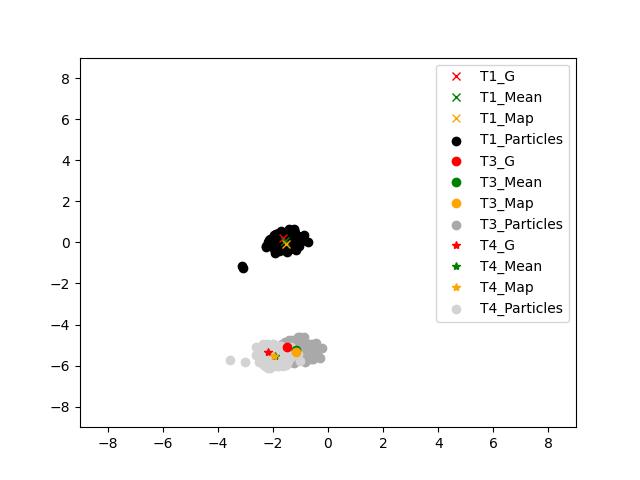 8
6
4
2
0
−2
−4
−6
−8
−8 −6 −4 −2 0 2 4 6 8
T1_G
T1_Mean
T1_Map
T1_Particles
T3_G
T3_Mean
T3_Map
T3_Particles
T4_G
T4_Mean
T4_Map
T4_Particles